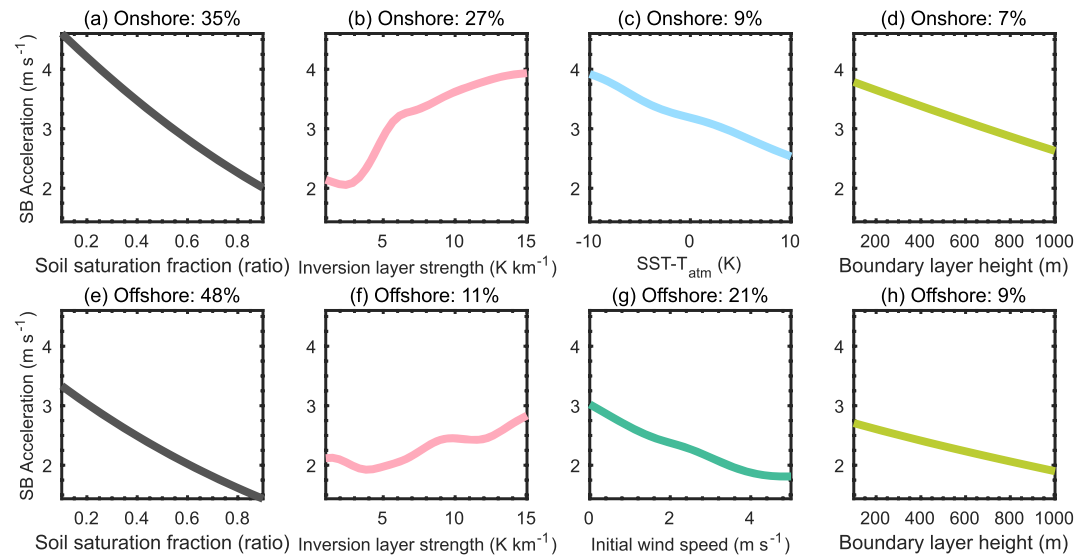 (a) Onshore: 35% (b) Onshore: 27% (c) Onshore: 9% (d) Onshore: 7%
SB Acceleration (m s⁻¹)
4 4 4 4
3 3 3 3
2 2 2 2
0.2 0.4 0.6 0.8 5 10 15 -10 0 10 200 400 600 800 1000
Soil saturation fraction (ratio) Inversion layer strength (K km⁻¹) SST-T_atm (K) Boundary layer height (m)
(e) Offshore: 48% (f) Offshore: 11% (g) Offshore: 21% (h) Offshore: 9%
SB Acceleration (m s⁻¹)
4 4 4 4
3 3 3 3
2 2 2 2
0.2 0.4 0.6 0.8 5 10 15 0 2 4 200 400 600 800 1000
Soil saturation fraction (ratio) Inversion layer strength (K km⁻¹) Initial wind speed (m s⁻¹) Boundary layer height (m)